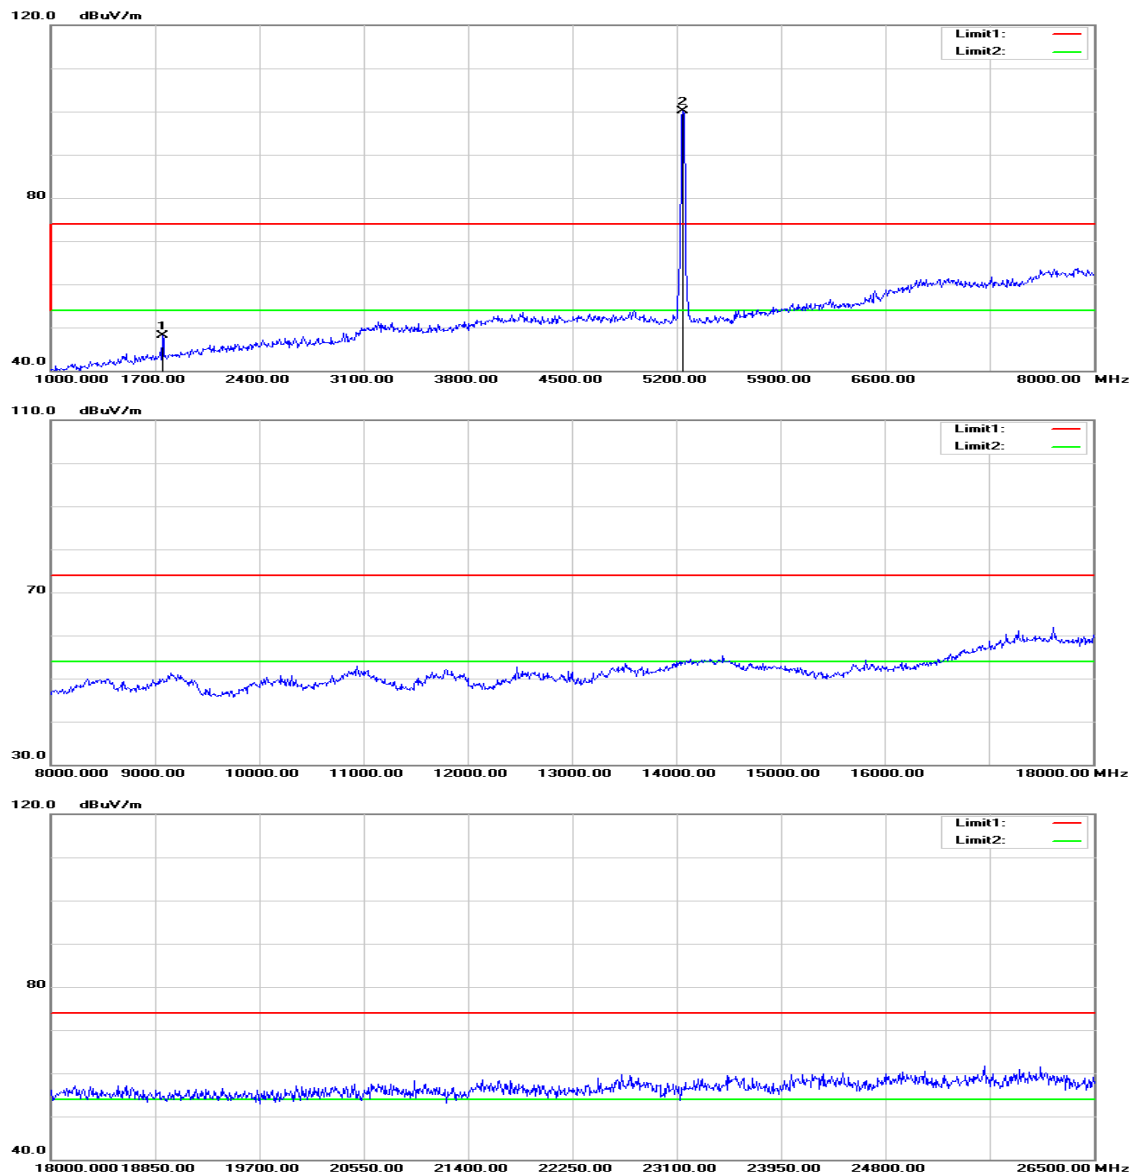 120.0 dBuV/m
Limit1:
Limit2:
2
80
1
40.0
1000.000 1700.00 2400.00 3100.00 3800.00 4500.00 5200.00 5900.00 6600.00 8000.00 MHz
110.0 dBuV/m
Limit1:
Limit2:
70
30.0
8000.000 9000.00 10000.00 11000.00 12000.00 13000.00 14000.00 15000.00 16000.00 18000.00 MHz
120.0 dBuV/m
Limit1:
Limit2:
80
40.0
18000.000 18850.00 19700.00 20550.00 21400.00 22250.00 23100.00 23950.00 24800.00 26500.00 MHz